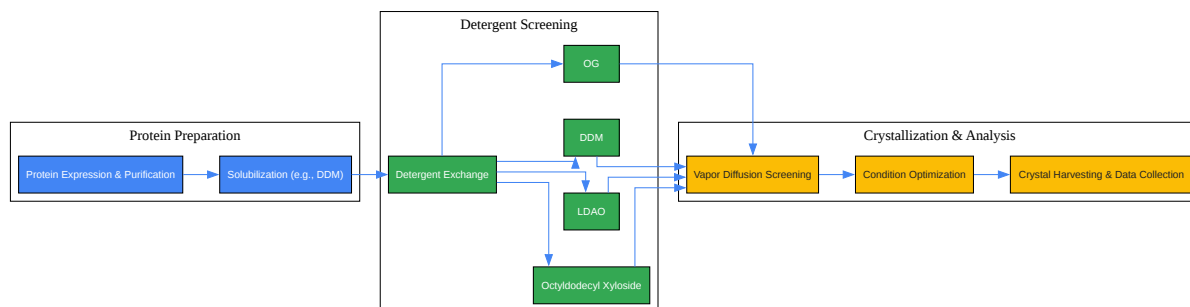 Detergent Screening
OG
Protein Preparation
DDM
Crystallization & Analysis
Protein Expression & Purification
Solubilization (e.g., DDM)
Detergent Exchange
Vapor Diffusion Screening
Condition Optimization
Crystal Harvesting & Data Collection
LDAO
Octyldodecyl Xyloside